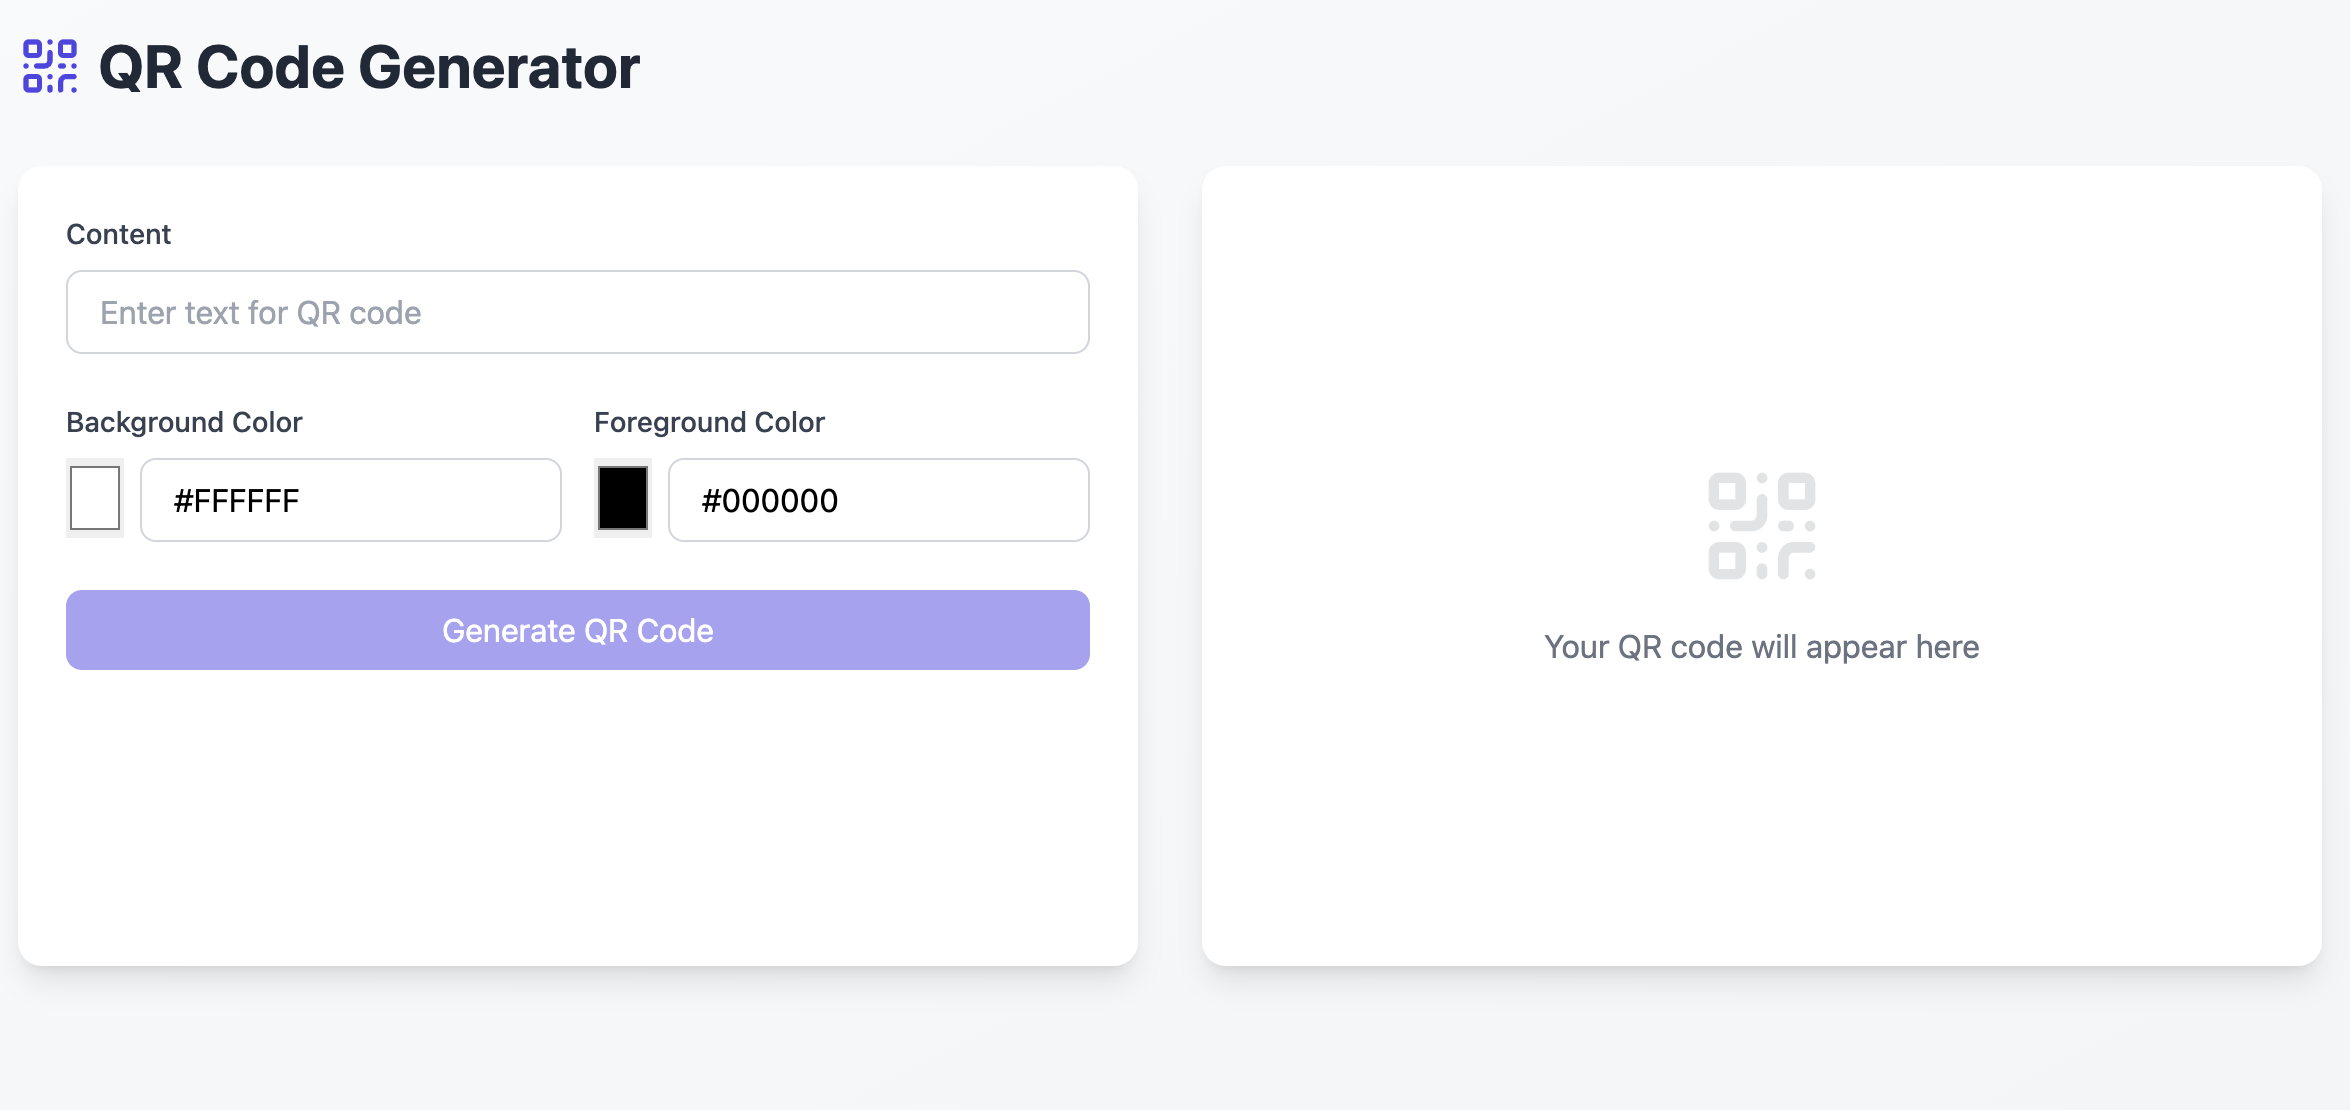 QR Code Generator
Content
Enter text for QR code
Background Color
Foreground Color
#FFFFFF
#000000
Generate QR Code
Your QR code will appear here